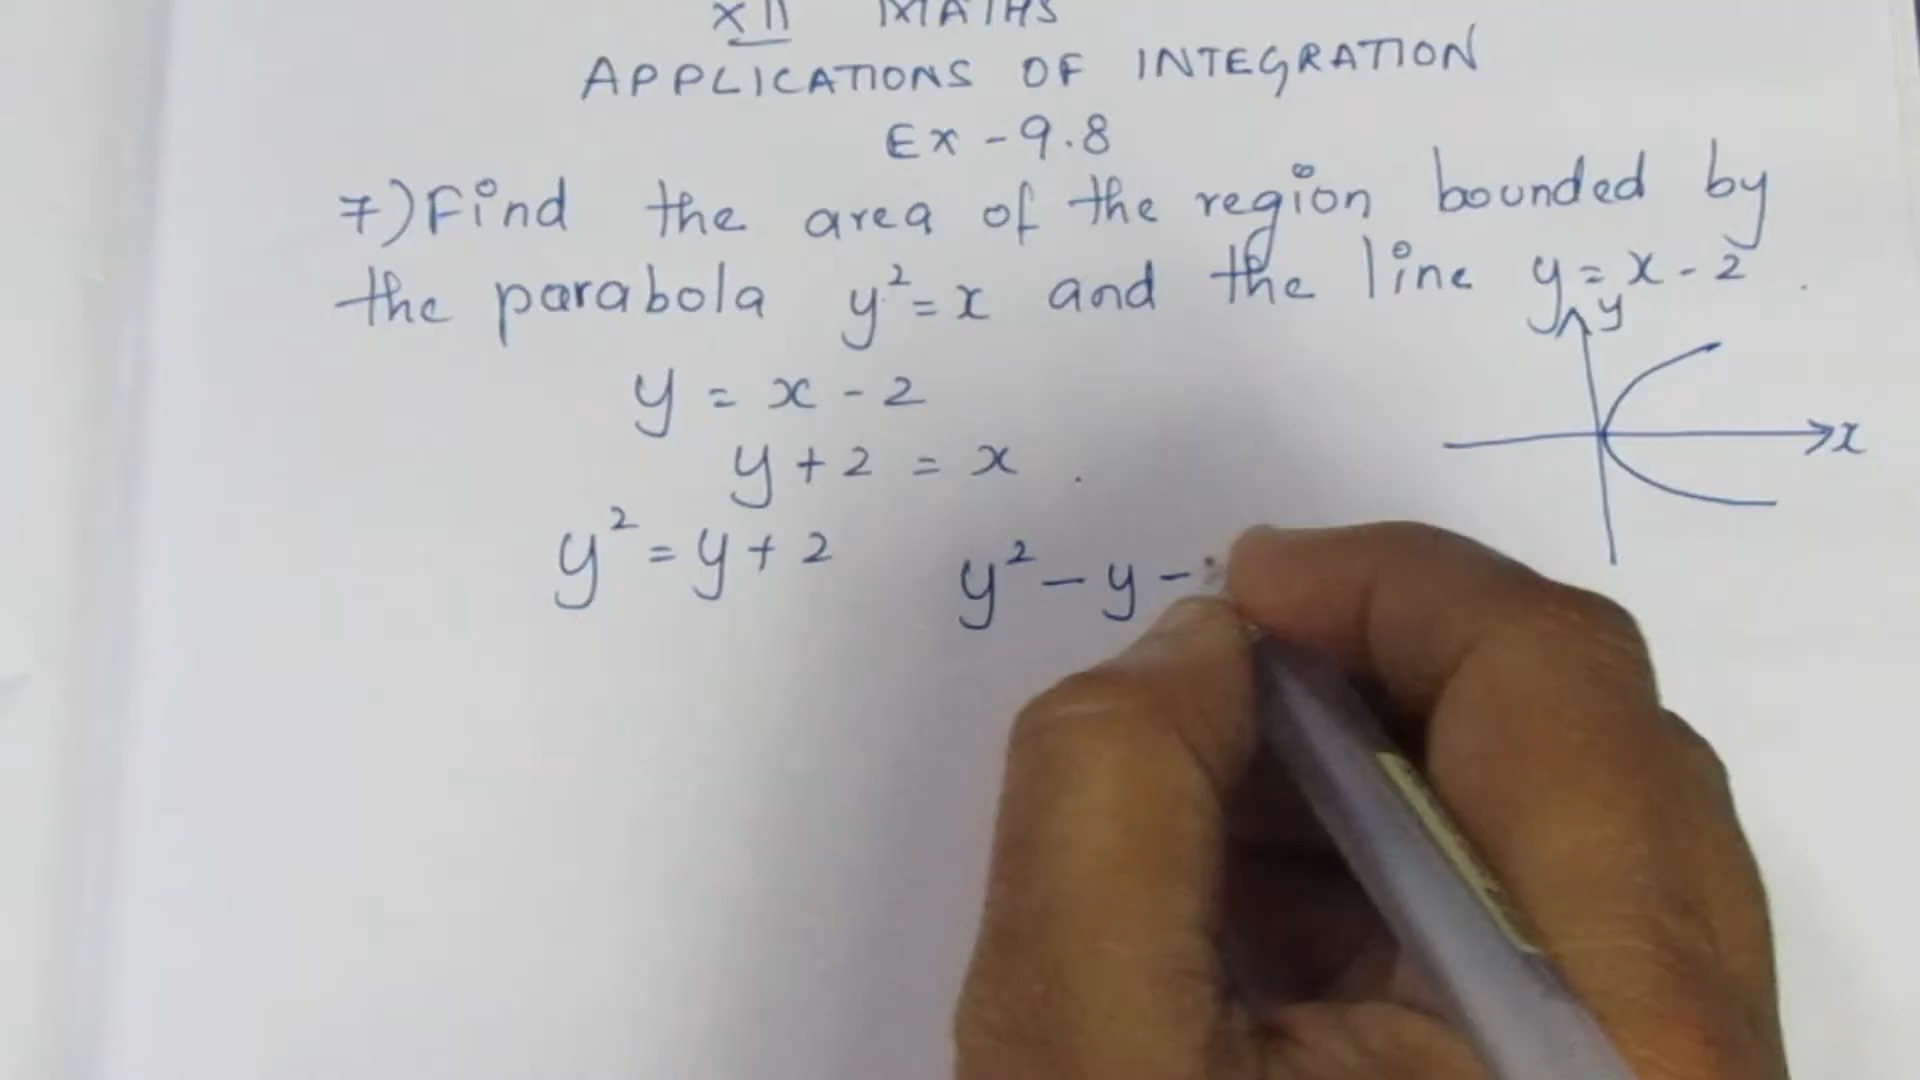 XII MATHS
APPLICATIONS OF INTEGRATION
Ex - 9.8
7) Find the area of the region bounded by
the parabola y² = x and the line y = x - 2.
y
y = x - 2
x
y + 2 = x.
y² = y + 2 y² - y -